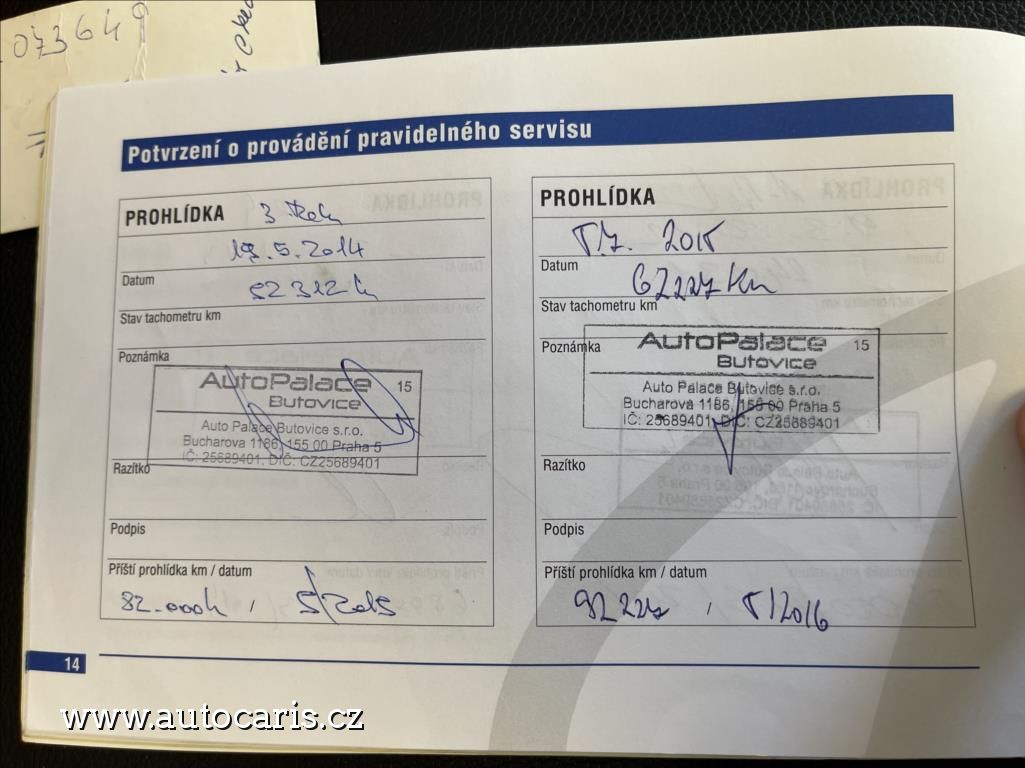 073649
Potvrzení o provádění pravidelného servisu
PROHLÍDKA 3 
19.5.2014
Datum
52312
Stav tachometru km
Poznámka
AutoPalace 15
Butovice
Auto Palace Butovice s.r.o.
Bucharova 1186, 155 00 Praha 5
IČ: 25689401, DIČ: CZ25689401
Razítko
Podpis
Příští prohlídka km / datum
82.000 / 5/2015
PROHLÍDKA
2015
Datum
Km
Stav tachometru km
Poznámka
AutoPalace 15
Butovice
Auto Palace Butovice s.r.o.
Bucharova 1186, 155 00 Praha 5
IČ: 25689401, DIČ: CZ25689401
Razítko
Podpis
Příští prohlídka km / datum
92227 / 5/2016
14
www.autocaris.cz